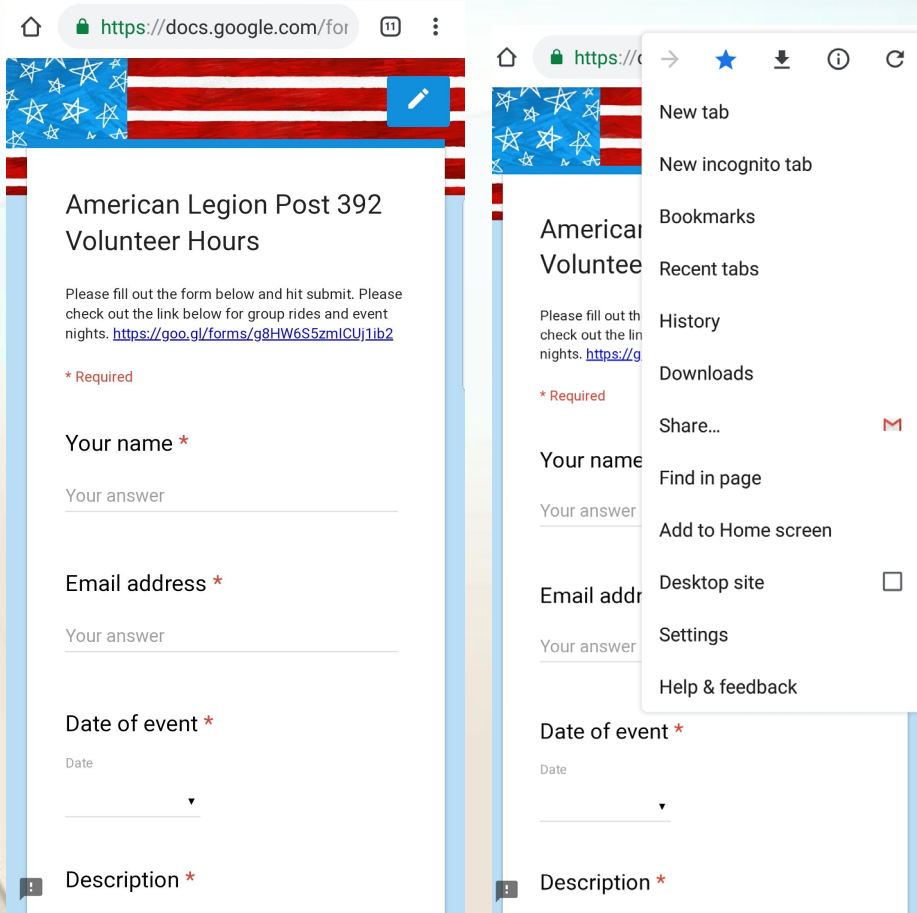 https://docs.google.com/for
11
American Legion Post 392
Volunteer Hours
Please fill out the form below and hit submit. Please
check out the link below for group rides and event
nights. https://goo.gl/forms/g8HW6S5zmICUj1ib2
* Required
Your name *
Your answer
Email address *
Your answer
Date of event *
Date
Description *
https://d
America
Voluntee
Please fill out th
check out the lin
nights. https://g
* Required
Your name
Your answer
Email addr
Your answer
Date of event *
Date
Description *
New tab
New incognito tab
Bookmarks
Recent tabs
History
Downloads
Share...
Find in page
Add to Home screen
Desktop site
Settings
Help & feedback